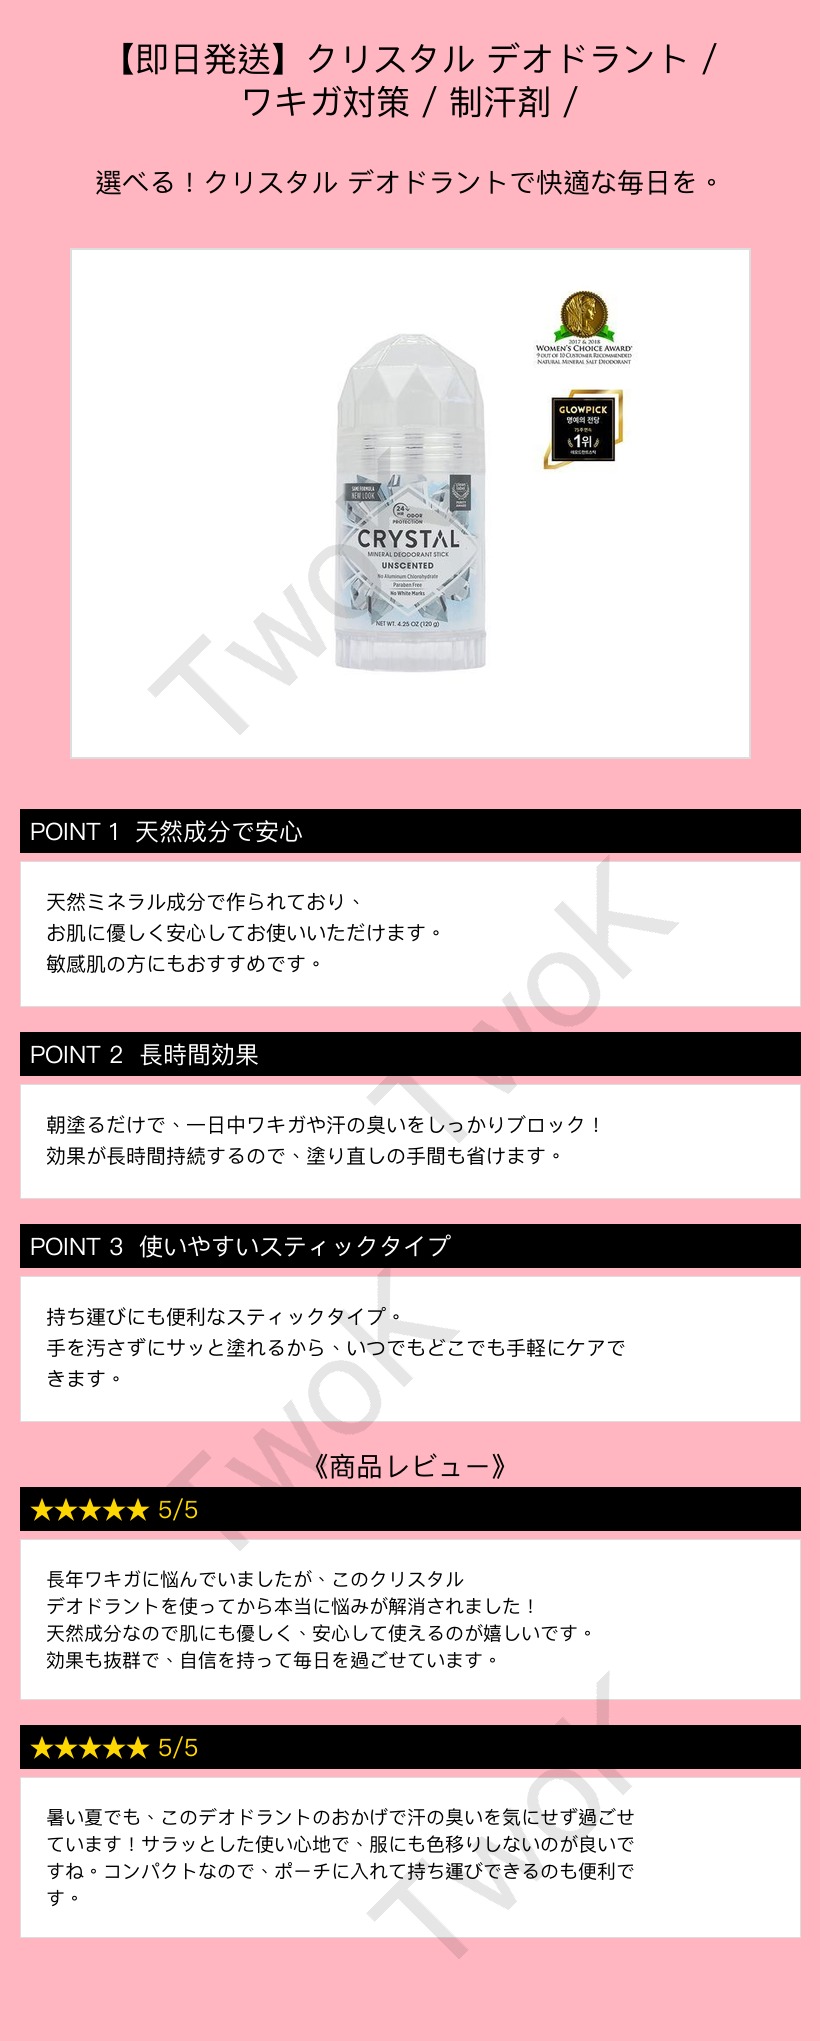 【即日発送】クリスタル デオドラント /
ワキガ対策 / 制汗剤 /
選べる！クリスタル デオドラントで快適な毎日を。
2017 & 2018
WOMEN'S CHOICE AWARD
9 OUT OF 10 CUSTOMER RECOMMENDED
NATURAL MINERAL SALT DEODORANT
GLOWPICK
명예의 전당
1위
SAME FORMULA
NEW LOOK
24 HR ODOR
PROTECTION
CRYSTAL
MINERAL DEODORANT STICK
UNSCENTED
No Aluminum Chlorohydrate
Paraben Free
No White Marks
NET WT. 4.25 OZ (120 g)
TwoK
POINT 1 天然成分で安心
天然ミネラル成分で作られており、
お肌に優しく安心してお使いいただけます。
敏感肌の方にもおすすめです。
TwoK
POINT 2 長時間効果
朝塗るだけで、一日中ワキガや汗の臭いをしっかりブロック！
効果が長時間持続するので、塗り直しの手間も省けます。
POINT 3 使いやすいスティックタイプ
持ち運びにも便利なスティックタイプ。
手を汚さずにサッと塗れるから、いつでもどこでも手軽にケアで
きます。
TwoK
《商品レビュー》
★★★★★ 5/5
長年ワキガに悩んでいましたが、このクリスタル
デオドラントを使ってから本当に悩みが解消されました！
天然成分なので肌にも優しく、安心して使えるのが嬉しいです。
効果も抜群で、自信を持って毎日を過ごせています。
★★★★★ 5/5
暑い夏でも、このデオドラントのおかげで汗の臭いを気にせず過ごせ
ています！サラッとした使い心地で、服にも色移りしないのが良いで
すね。コンパクトなので、ポーチに入れて持ち運びできるのも便利で
す。
TwoK